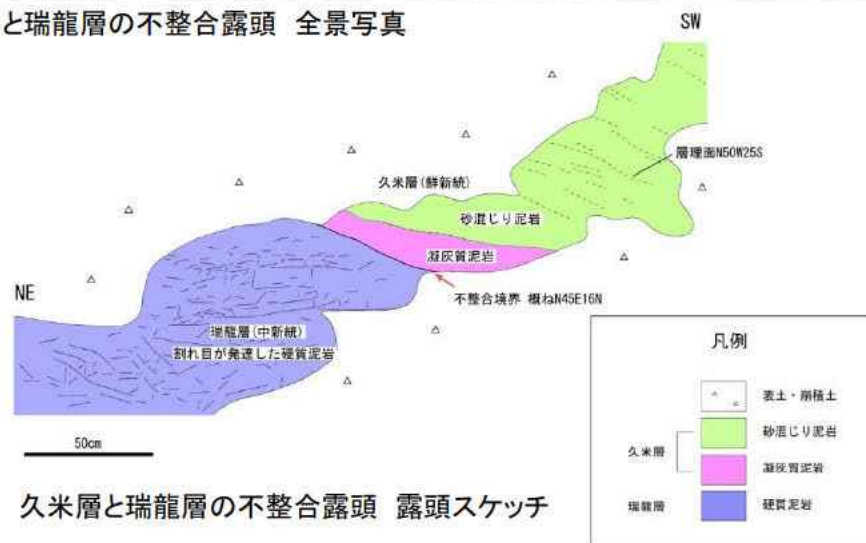 と瑞龍層の不整合露頭 全景写真
SW
層理面N50W25S
久米層(鮮新統)
砂混じり泥岩
凝灰質泥岩
不整合境界 概ねN45E16N
NE
瑞龍層(中新統)
割れ目が発達した硬質泥岩
50cm
久米層と瑞龍層の不整合露頭 露頭スケッチ
凡例
表土・崩積土
久米層
砂混じり泥岩
凝灰質泥岩
瑞龍層
硬質泥岩